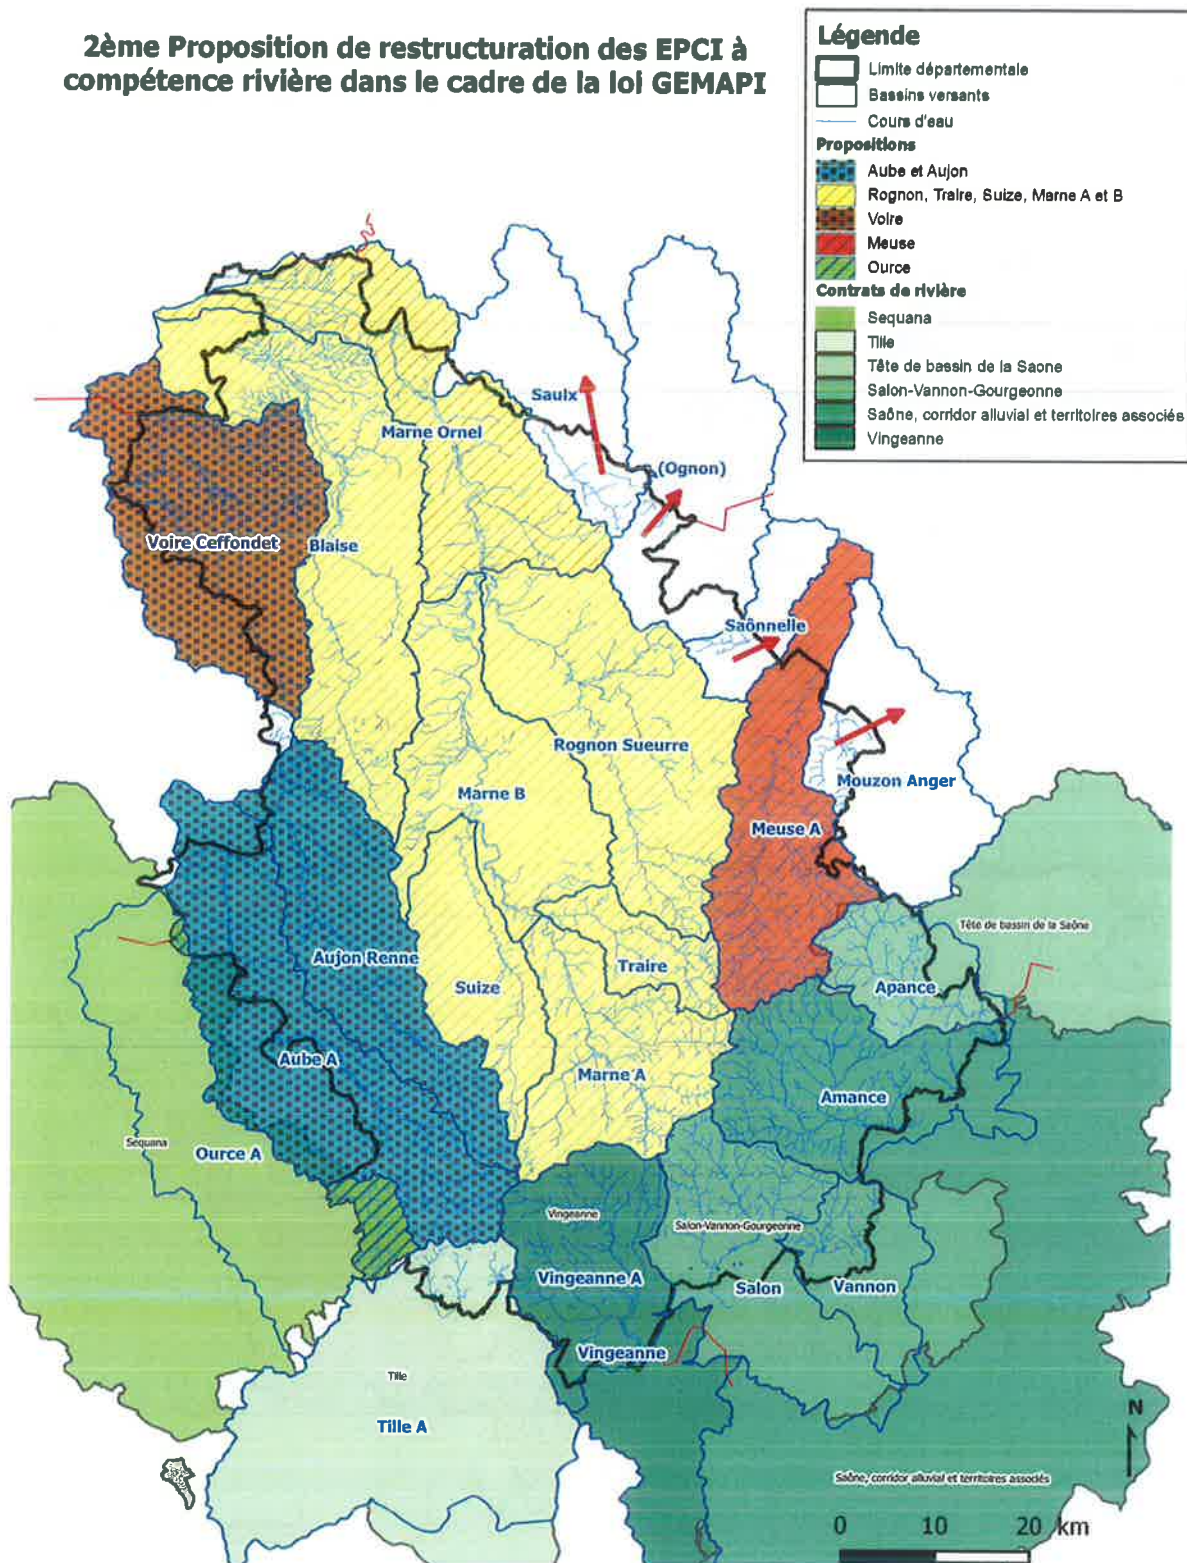 2ème Proposition de restructuration des EPCI à
compétence rivière dans le cadre de la loi GEMAPI
Légende
Limite départementale
Bassins versants
Cours d'eau
Propositions
Aube et Aujon
Rognon, Traire, Suize, Marne A et B
Voire
Meuse
Ource
Contrats de rivière
Sequana
Tille
Tête de bassin de la Saone
Salon-Vannon-Gourgeonne
Saône, corridor alluvial et territoires associés
Vingeanne
Saulx
Marne Ornel
(Ognon)
Voire Ceffondet
Blaise
Saônnelle
Rognon Sueurre
Mouzon Anger
Marne B
Meuse A
Tête de bassin de la Saône
Aujon Renne
Traire
Suize
Apance
Aube A
Marne A
Amance
Sequana
Ource A
Vingeanne
Salon-Vannon-Gourgeonne
Vingeanne A
Salon
Vannon
Vingeanne
Tille
Tille A
N
Saône, corridor alluvial et territoires associés
0 10 20 km